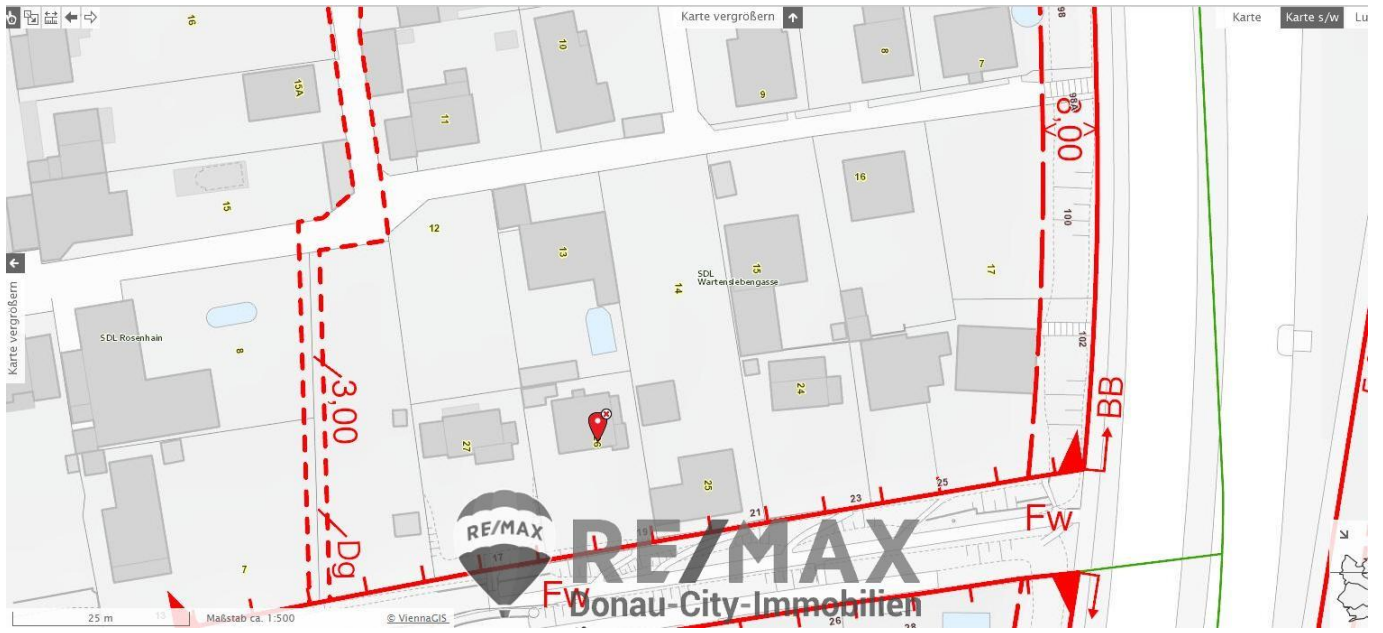 Karte vergrößern
Karte
Karte s/w
Lu
16
10
8
7
98
98A
15A
9
11
8,00
15
12
16
100
13
14
SDL
Wartenslebengasse
15
17
Karte vergrößern
SDL Rosenhain
8
102
3,00
24
BB
27
25
25
23
21
19
17
Fw
RE/MAX
RE/MAX
Dg
7
Fw
Donau-City-Immobilien
13
25 m
Maßstab ca. 1:500
© ViennaGIS
26
28